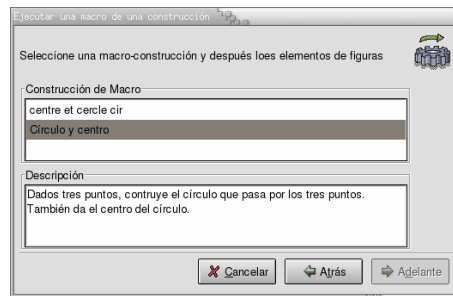 Ejecutar una macro de una construcción
Seleccione una macro-construcción y después loes elementos de figuras
Construcción de Macro
centre et cercle cir
Círculo y centro
Descripción
Dados tres puntos, contruye el círculo que pasa por los tres puntos.
También da el centro del círculo.
Cancelar Atrás Adelante